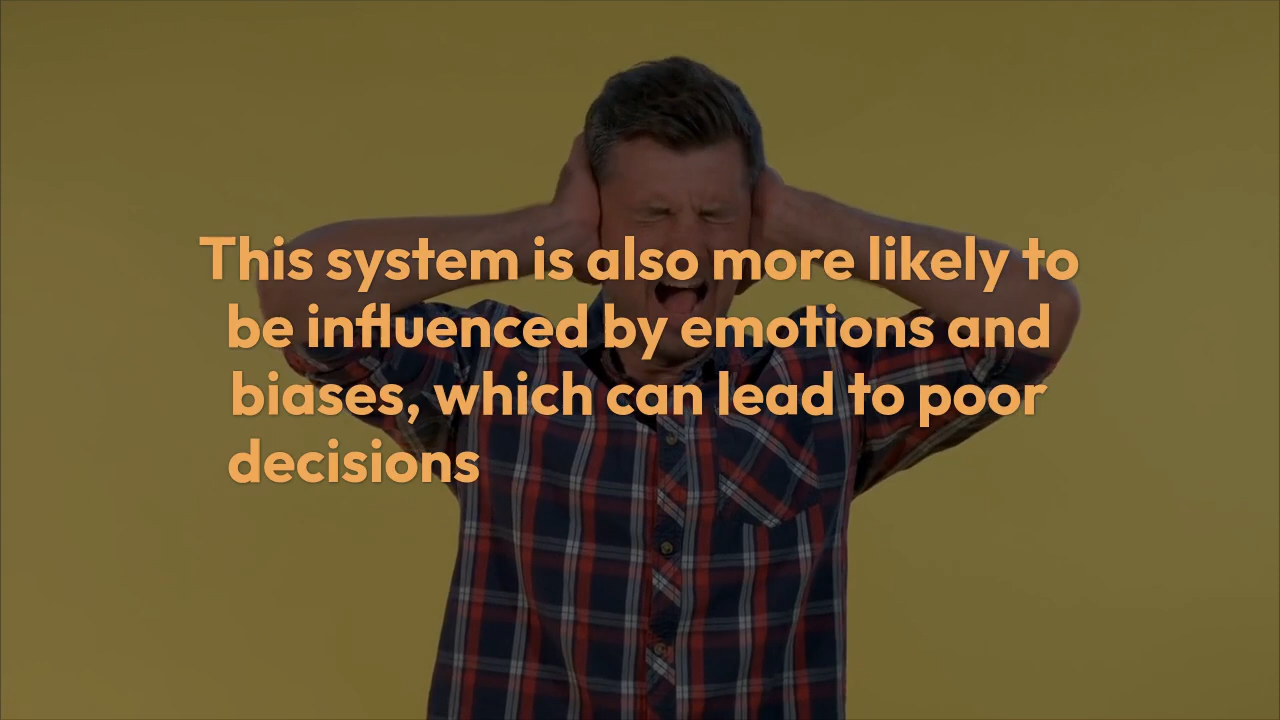 This system is also more likely to
be influenced by emotions and
biases, which can lead to poor
decisions